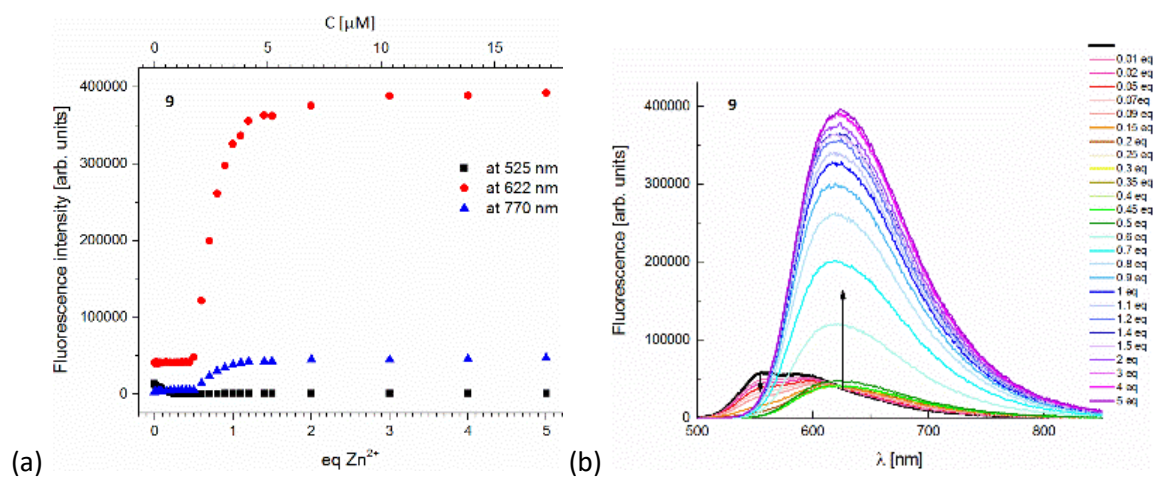 C [µM]
0 5 10 15
400000
300000
200000
100000
0
Fluorescence intensity [arb. units]
9
at 525 nm
at 622 nm
at 770 nm
0 1 2 3 4 5
eq Zn2+
(a)
400000
300000
200000
100000
0
Fluorescence [arb. units]
9
500 600 700 800
λ [nm]
0.01 eq
0.02 eq
0.05 eq
0.07eq
0.09 eq
0.15 eq
0.2 eq
0.25 eq
0.3 eq
0.35 eq
0.4 eq
0.45 eq
0.5 eq
0.6 eq
0.7 eq
0.8 eq
0.9 eq
1 eq
1.1 eq
1.2 eq
1.4 eq
1.5 eq
2 eq
3 eq
4 eq
5 eq
(b)